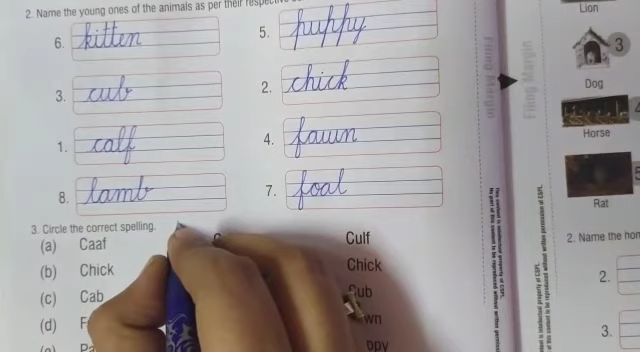 2. Name the young ones of the animals as per their
6. kitten
5. puppy
3. cub
2. chick
1. calf
4. fawn
8. lamb
7. foal
3. Circle the correct spelling.
(a) Caaf Culf
(b) Chick Chick
(c) Cab Cub
(d)
Filing Margin
Filing Margin
Lion
3
Dog
Horse
Rat
2. Name the
2.
3.